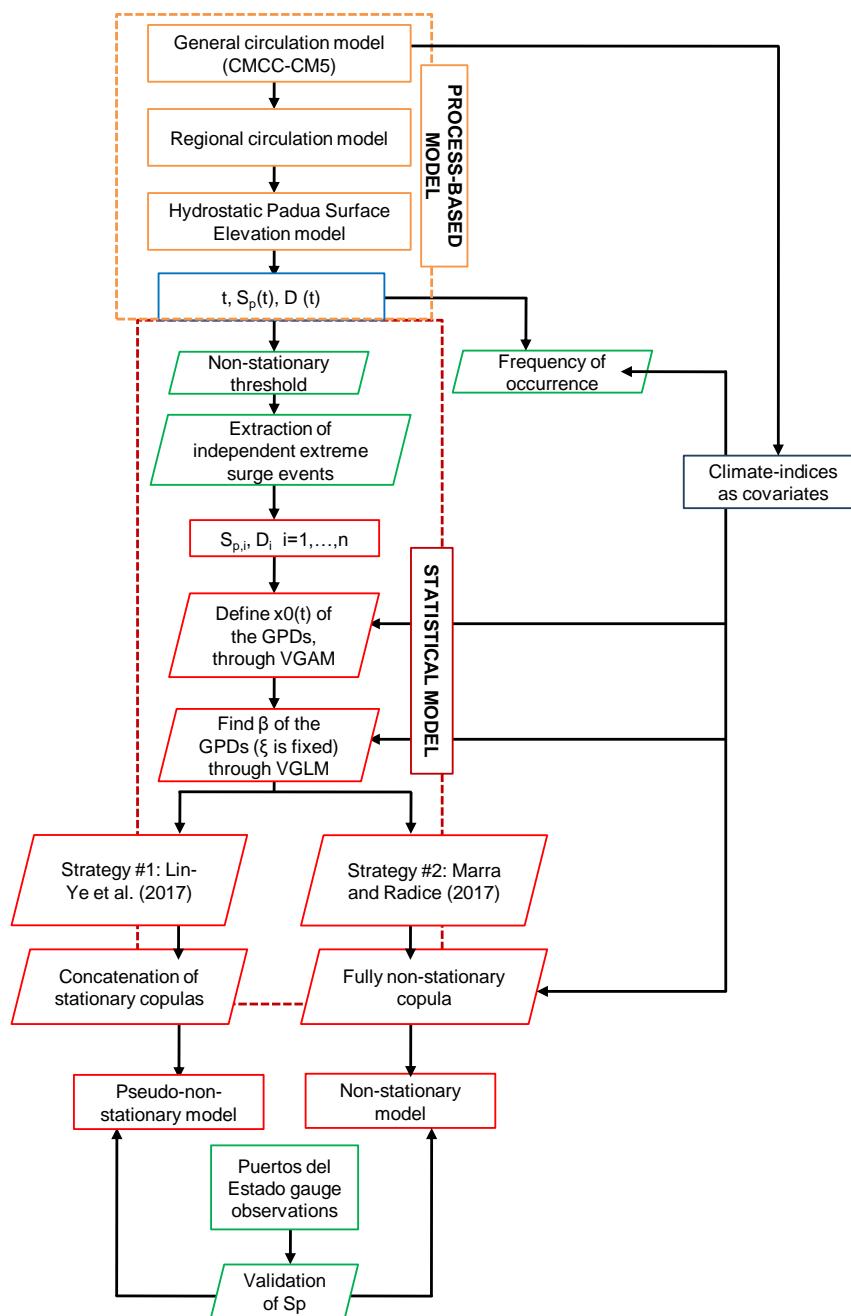 General circulation model
(CMCC-CM5)
PROCESS-BASED
MODEL
Regional circulation model
Hydrostatic Padua Surface
Elevation model
t, Sp(t), D (t)
Non-stationary
threshold
Frequency of
occurrence
Extraction of
independent extreme
surge events
Climate-indices
as covariates
Sp,i, Di i=1,…,n
STATISTICAL MODEL
Define x0(t) of
the GPDs,
through VGAM
Find β of the
GPDs (ξ is fixed)
through VGLM
Strategy #1: Lin-
Ye et al. (2017)
Strategy #2: Marra
and Radice (2017)
Concatenation of
stationary copulas
Fully non-stationary
copula
Pseudo-non-
stationary model
Non-stationary
model
Puertos del
Estado gauge
observations
Validation
of Sp